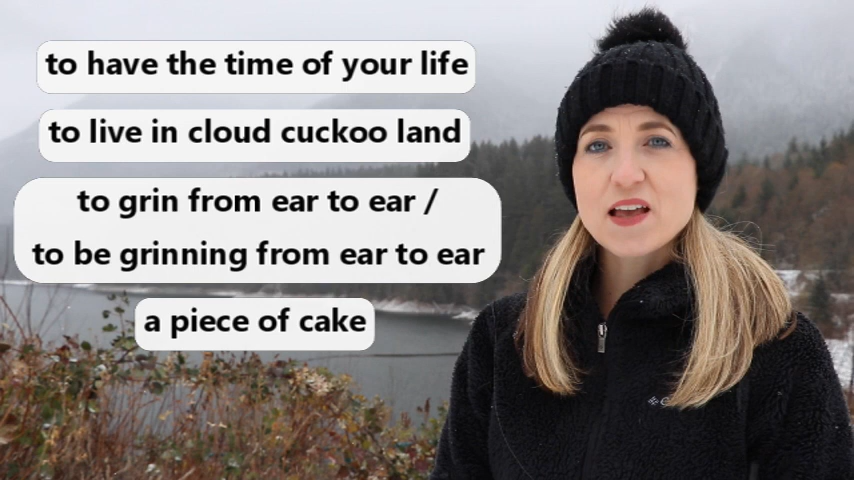 to have the time of your life
to live in cloud cuckoo land
to grin from ear to ear /
to be grinning from ear to ear
a piece of cake